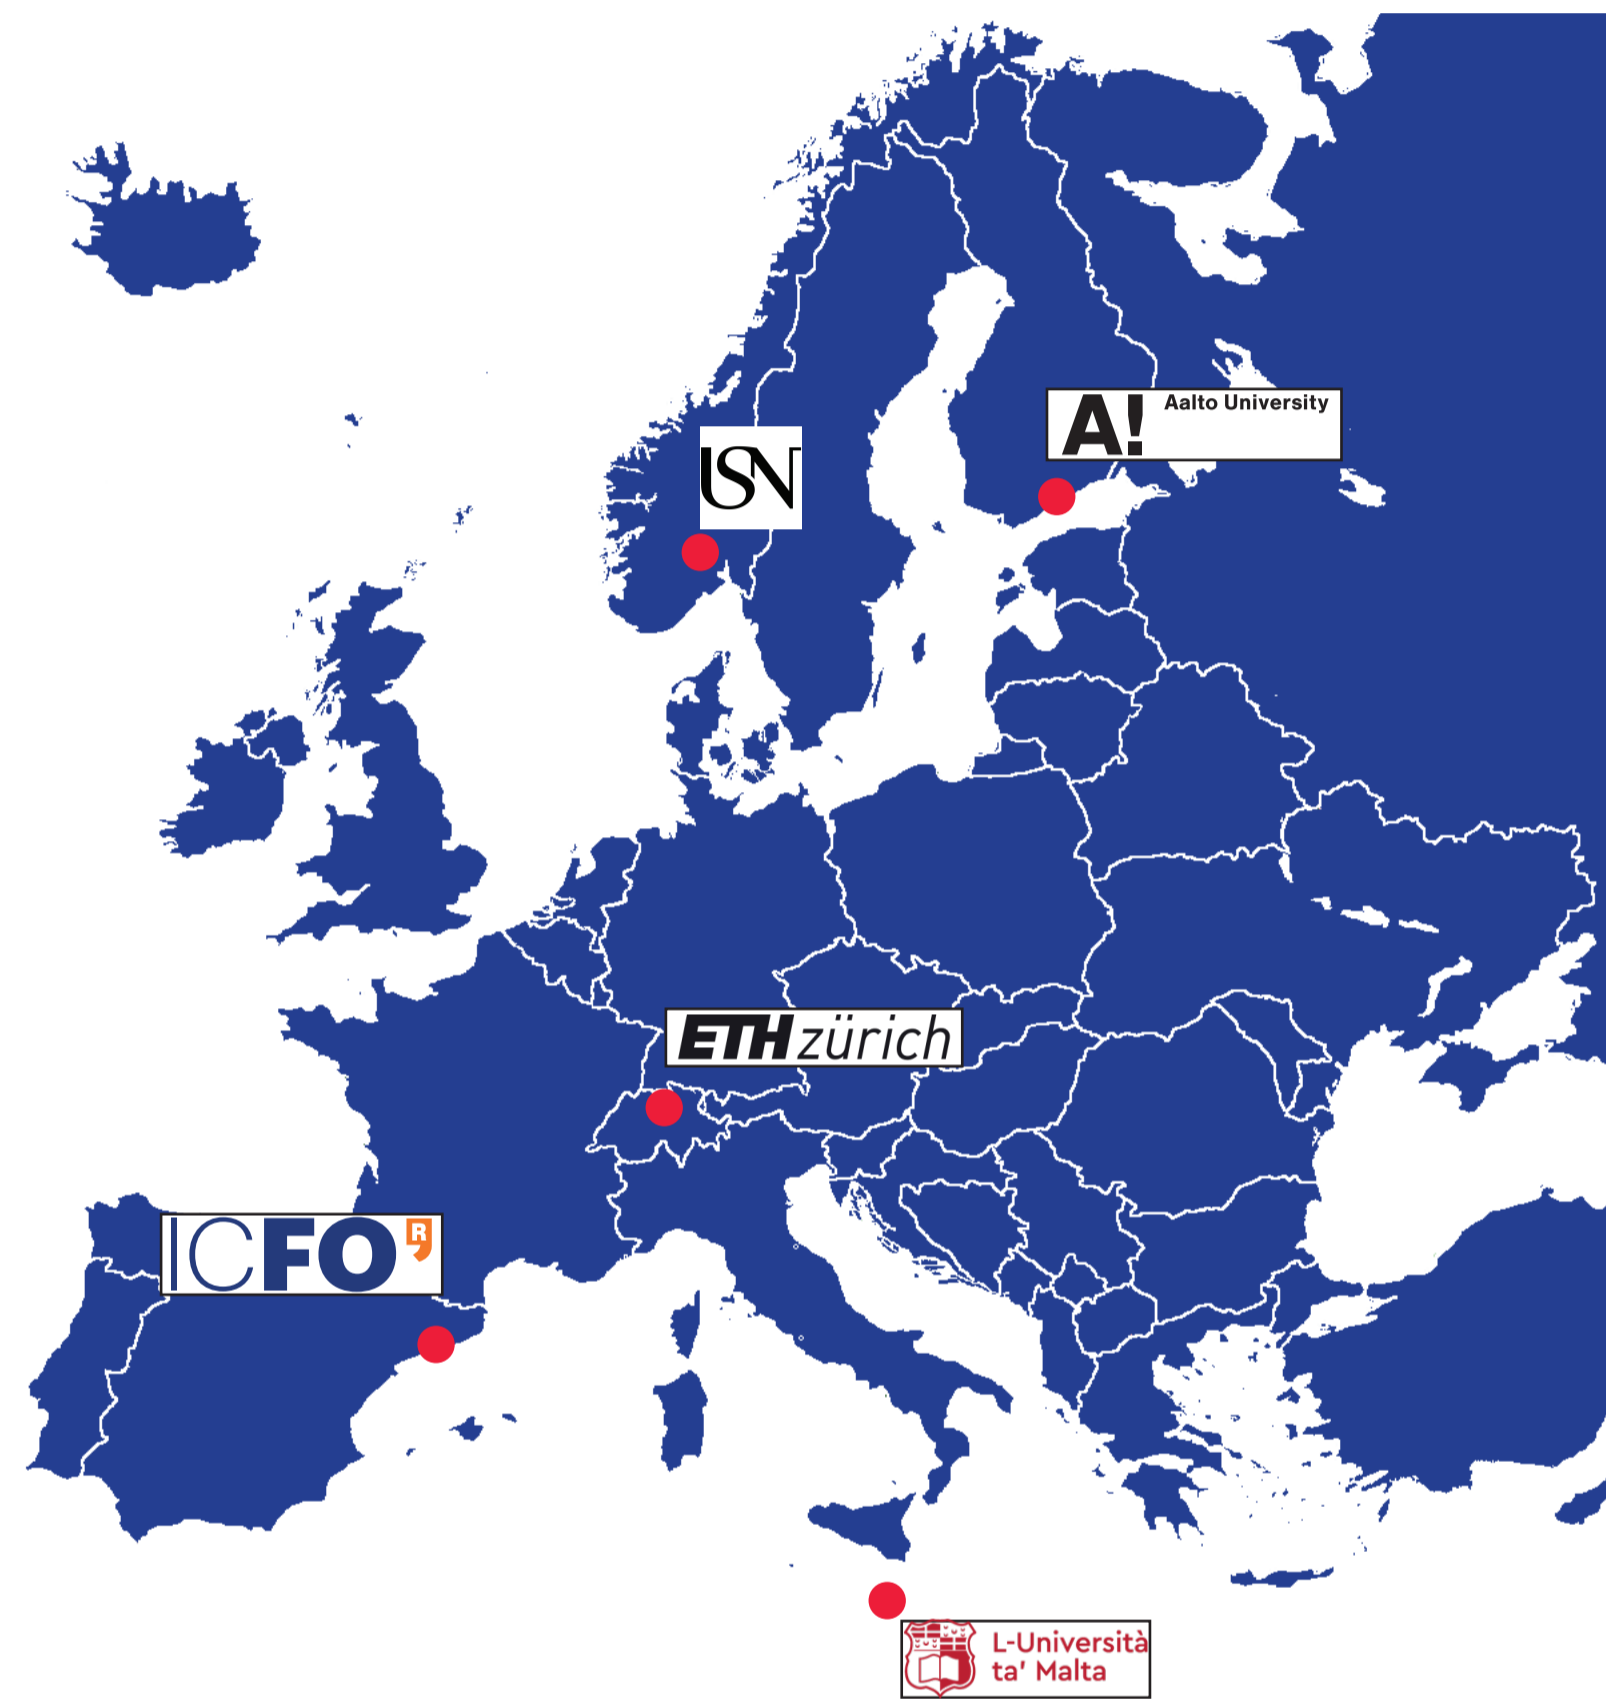 A! Aalto University
USN
ETH zürich
ICFO R
L-Università
ta' Malta